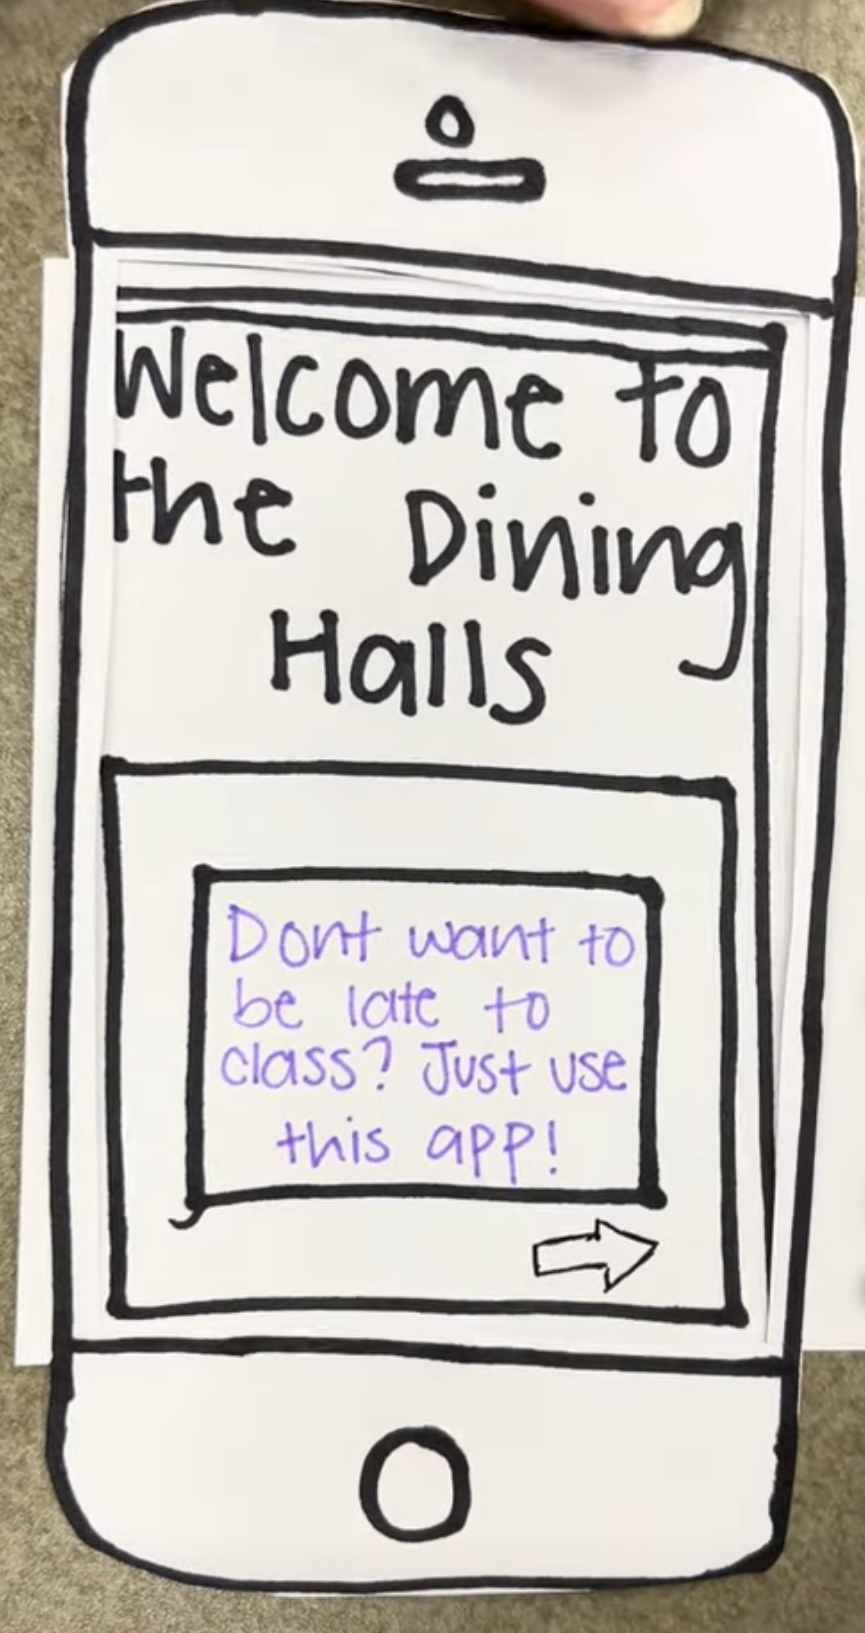 Welcome to
the Dining
Halls
Dont want to
be late to
class? Just use
this app!